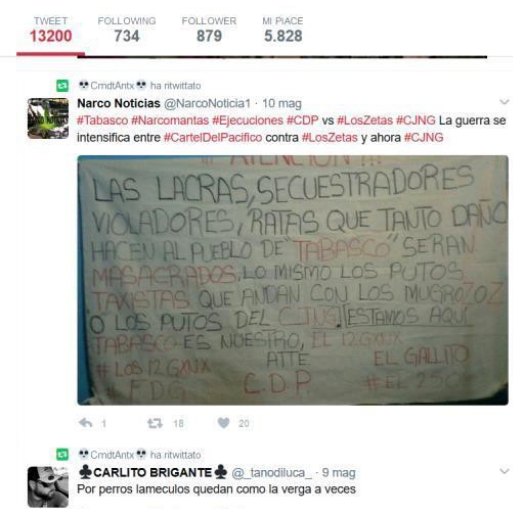 TWEET FOLLOWING FOLLOWER MI PIACE
13200 734 879 5.828
CmdtAntx ha ritwittato
Narco Noticias @NarcoNoticia1 · 10 mag
#Tabasco #Narcomantas #Ejecuciones #CDP vs #LosZetas #CJNG La guerra se
intensifica entre #CartelDelPacifico contra #LosZetas y ahora #CJNG
ATENCION !!!
LAS LACRAS, SECUESTRADORES
VIOLADORES, RATAS QUE TANTO DAÑO
HACEN AL PUEBLO DE "TABASCO" SERAN
MASACRADOS, LO MISMO LOS PUTOS
TAXISTAS QUE ANDAN CON LOS MUGROZOZ
O LOS PUTOS DEL CJNG ESTAMOS AQUI
TABASCO ES NUESTRO, EL 12GXNX
ATTE EL GALLITO
# LOS 12 GXNX
# FDG C.D.P. # EL 250
1 18 20
CmdtAntx ha ritwittato
♣CARLITO BRIGANTE♣ @_tanodiluca_ · 9 mag
Por perros lameculos quedan como la verga a veces